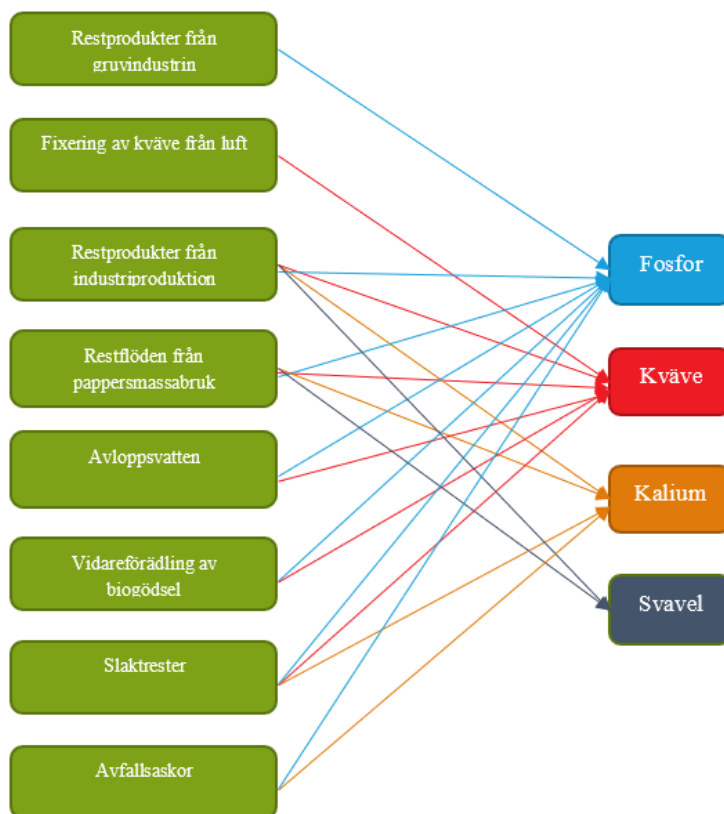 Restprodukter från
gruvindustrin
Fixering av kväve från luft
Restprodukter från
industriproduktion
Restflöden från
pappersmassabruk
Avloppsvatten
Vidareförädling av
biogödsel
Slaktrester
Avfallsaskor
Fosfor
Kväve
Kalium
Svavel